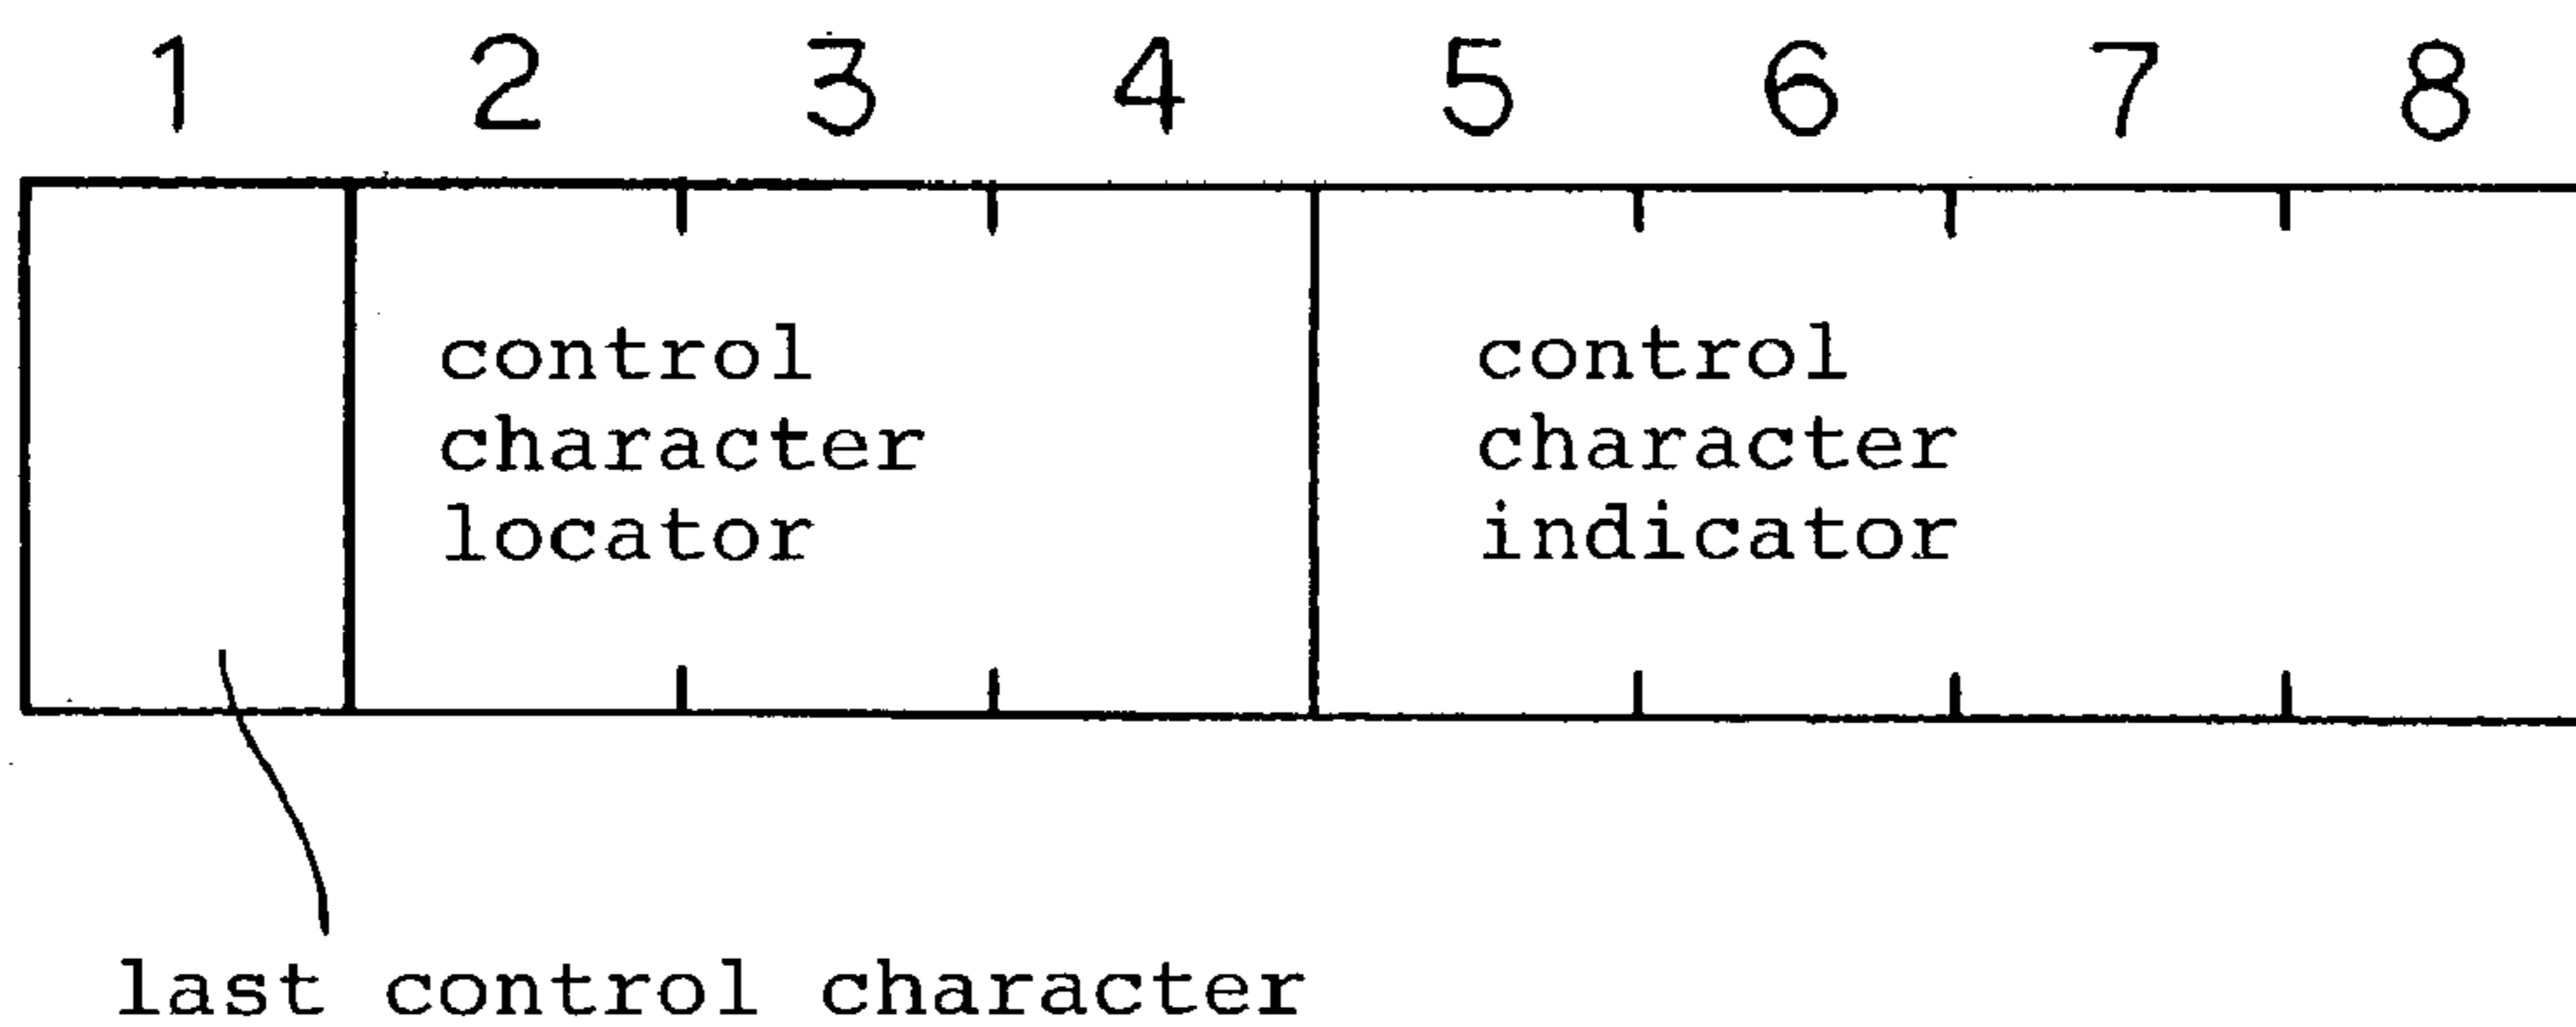 1 2 3 4 5 6 7 8
control
character
locator
control
character
indicator
last control character